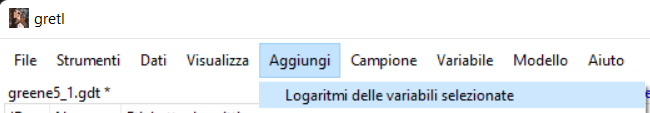 gretl
File Strumenti Dati Visualizza Aggiungi Campione Variabile Modello Aiuto
greene5_1.gdt *
Logaritmi delle variabili selezionate